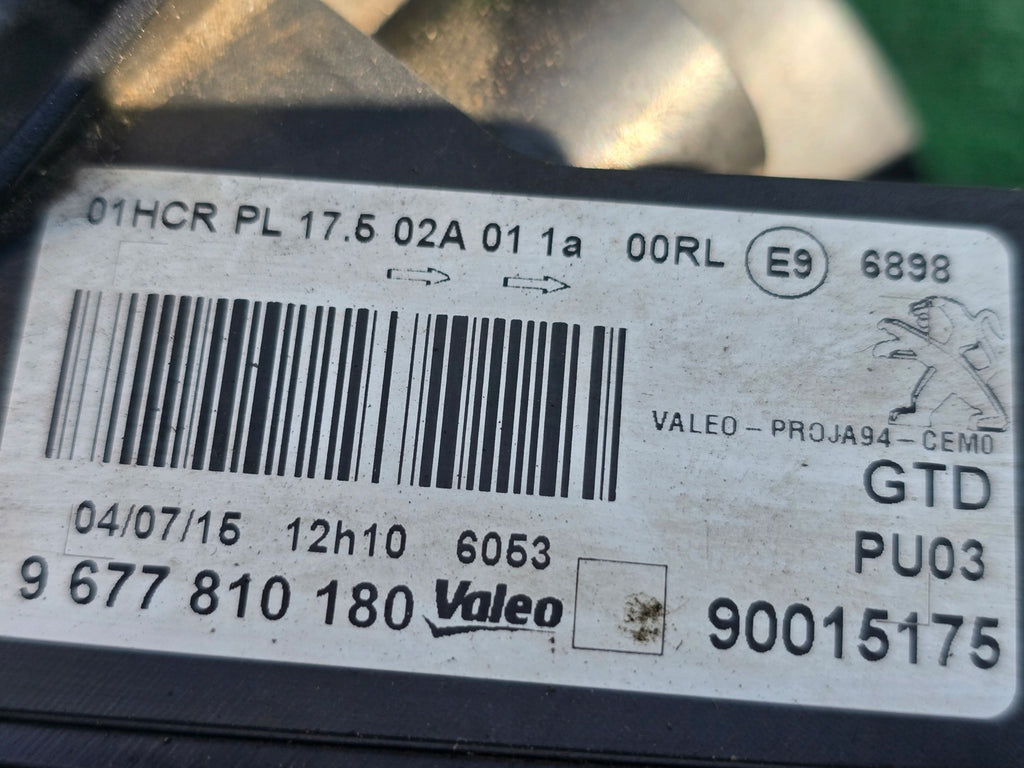 01HCR PL 17.5 02A 01 1a 00RL E9 6898
VALEO-PROJA94-CEM0
GTD
PU03
04/07/15 12h10 6053
9 677 810 180 Valeo 90015175